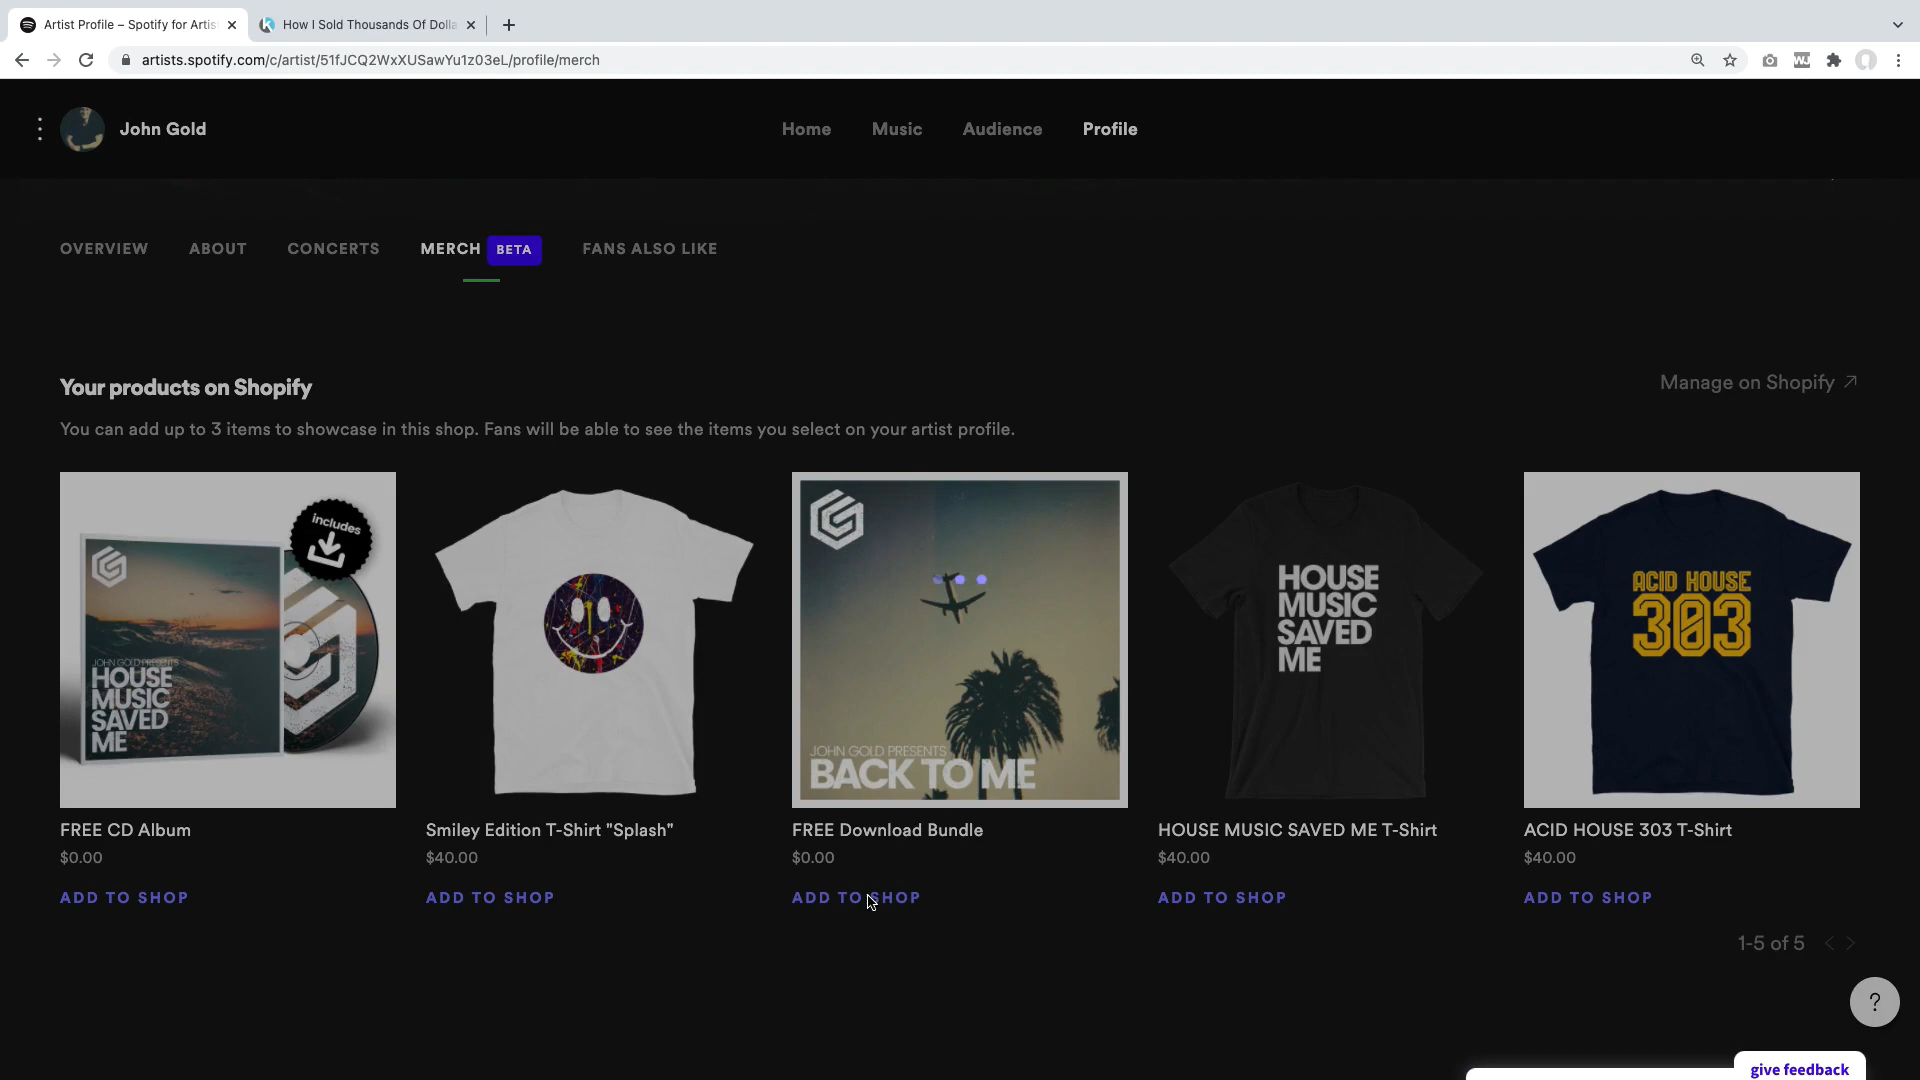 Artist Profile – Spotify for Artis
How I Sold Thousands Of Dolla
artists.spotify.com/c/artist/51fJCQ2WxXUSawYu1z03eL/profile/merch
John Gold
Home
Music
Audience
Profile
OVERVIEW
ABOUT
CONCERTS
MERCH BETA
FANS ALSO LIKE
Your products on Shopify
Manage on Shopify
You can add up to 3 items to showcase in this shop. Fans will be able to see the items you select on your artist profile.
includes
JOHN GOLD PRESENTS
HOUSE
MUSIC
SAVED
ME
JOHN GOLD PRESENTS
BACK TO ME
HOUSE
MUSIC
SAVED
ME
ACID HOUSE
303
FREE CD Album
$0.00
ADD TO SHOP
Smiley Edition T-Shirt "Splash"
$40.00
ADD TO SHOP
FREE Download Bundle
$0.00
ADD TO SHOP
HOUSE MUSIC SAVED ME T-Shirt
$40.00
ADD TO SHOP
ACID HOUSE 303 T-Shirt
$40.00
ADD TO SHOP
1-5 of 5
?
give feedback